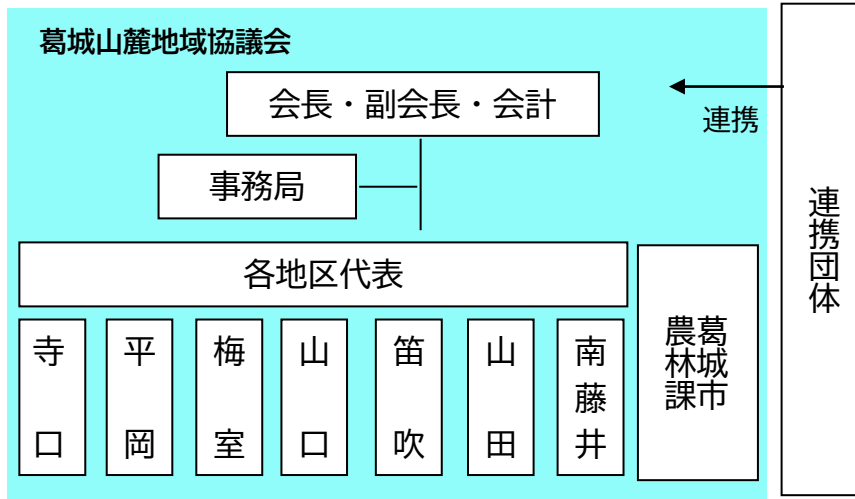 葛城山麓地域協議会
会長・副会長・会計
連携
事務局
各地区代表
寺口
平岡
梅室
山口
笛吹
山田
南藤井
葛城市
農林課
連携団体